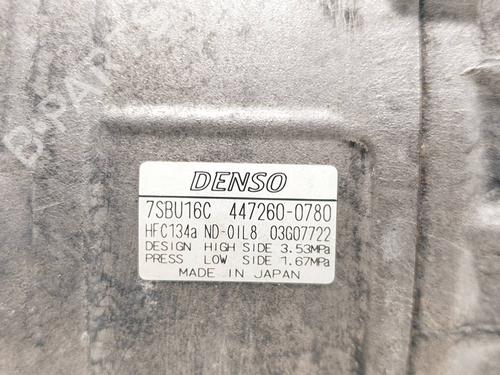 B-PARTS
DENSO
7SBU16C 447260-0780
HFC134a ND-OIL8 03G07722
DESIGN HIGH SIDE 3.53MPa
PRESS LOW SIDE 1.67MPa
MADE IN JAPAN